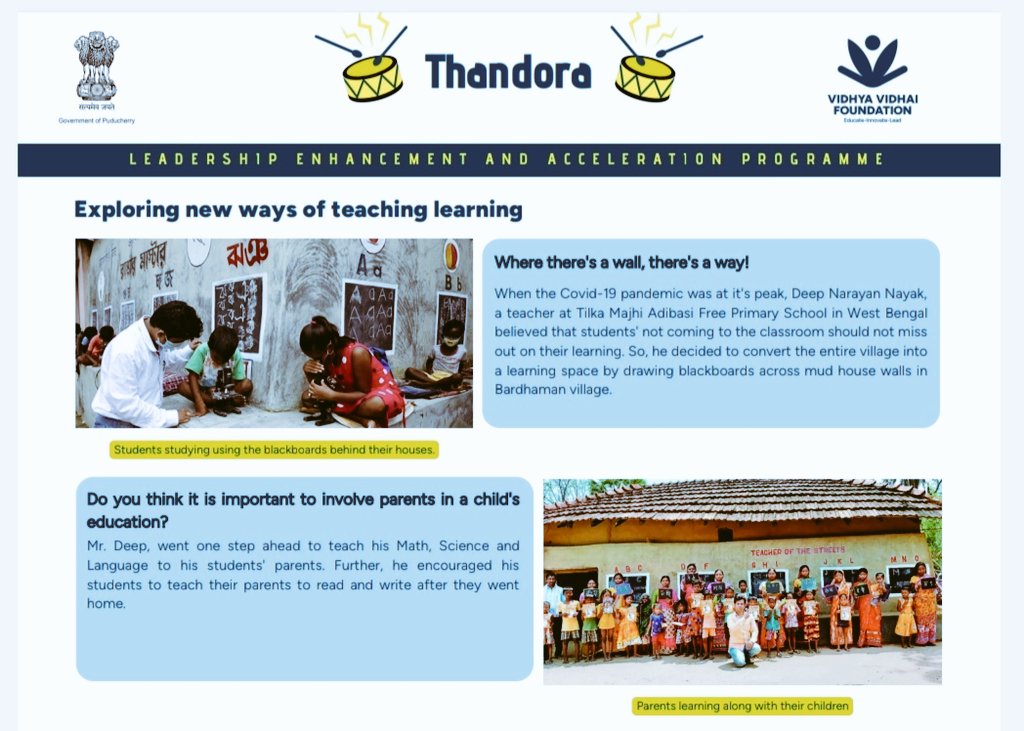 सत्यमेव जयते
Government of Puducherry
Thandora
VIDHYA VIDHAI
FOUNDATION
Educate-Innovate-Lead
LEADERSHIP ENHANCEMENT AND ACCELERATION PROGRAMME
Exploring new ways of teaching learning
A a
B b
Where there's a wall, there's a way!
When the Covid-19 pandemic was at it's peak, Deep Narayan Nayak,
a teacher at Tilka Majhi Adibasi Free Primary School in West Bengal
believed that students' not coming to the classroom should not miss
out on their learning. So, he decided to convert the entire village into
a learning space by drawing blackboards across mud house walls in
Bardhaman village.
Students studying using the blackboards behind their houses.
Do you think it is important to involve parents in a child's
education?
Mr. Deep, went one step ahead to teach his Math, Science and
Language to his students' parents. Further, he encouraged his
students to teach their parents to read and write after they went
home.
TEACHER OF THE STREETS
A B C D E F G H I J K L M N O
Parents learning along with their children